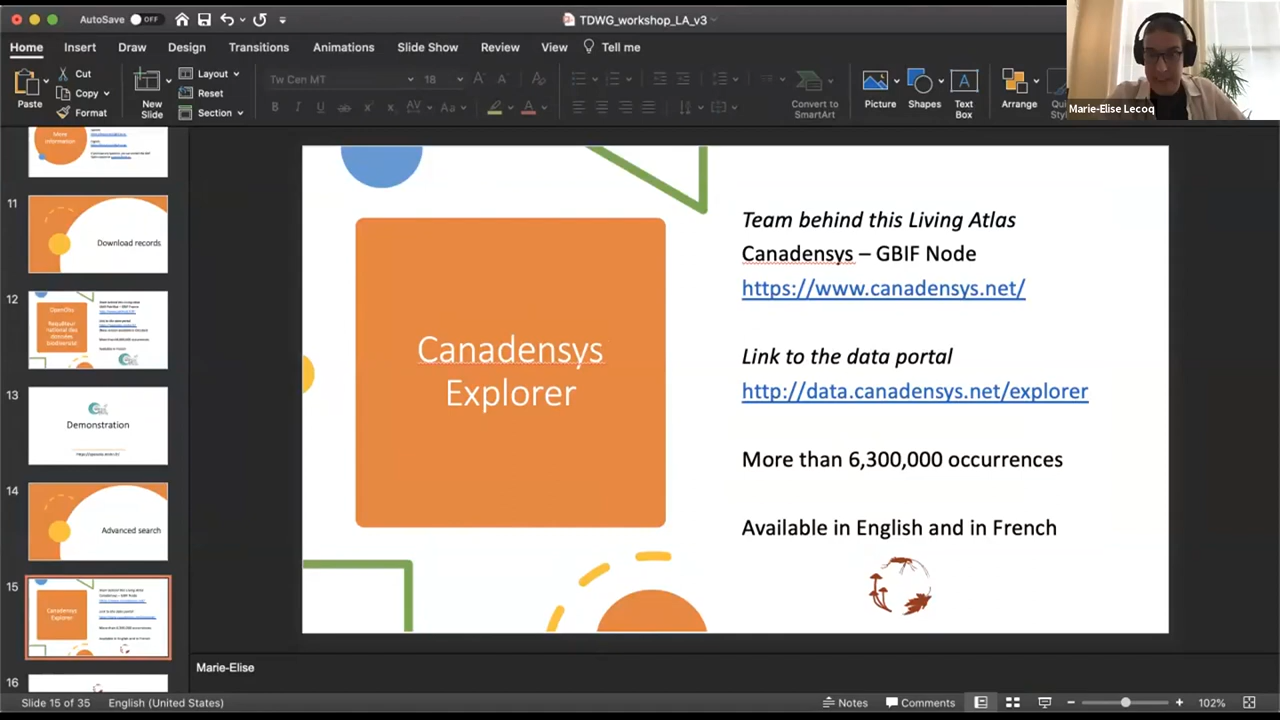 AutoSave OFF
TDWG_workshop_LA_v3
Home Insert Draw Design Transitions Animations Slide Show Review View Tell me
Paste
Cut
Copy
Format
New Slide
Layout
Reset
Section
Tw Cen MT 18
Convert to SmartArt
Picture
Shapes
Text Box
Arrange
Marie-Elise Lecoq
More information
11
Download records
12
OpenObs
13
Demonstration
14
Advanced search
15
Canadensys Explorer
16
Canadensys
Explorer
Team behind this Living Atlas
Canadensys – GBIF Node
https://www.canadensys.net/
Link to the data portal
http://data.canadensys.net/explorer
More than 6,300,000 occurrences
Available in English and in French
Marie-Elise
Slide 15 of 35 English (United States)
Notes Comments 102%